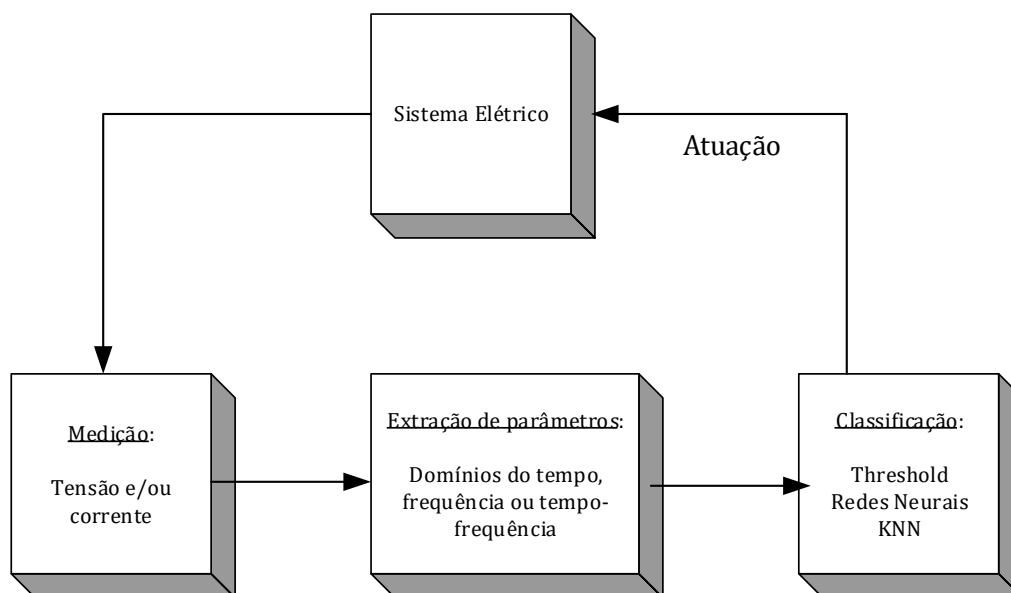 Sistema Elétrico
Atuação
Medição:
Tensão e/ou
corrente
Extração de parâmetros:
Domínios do tempo,
frequência ou tempo-
frequência
Classificação:
Threshold
Redes Neurais
KNN